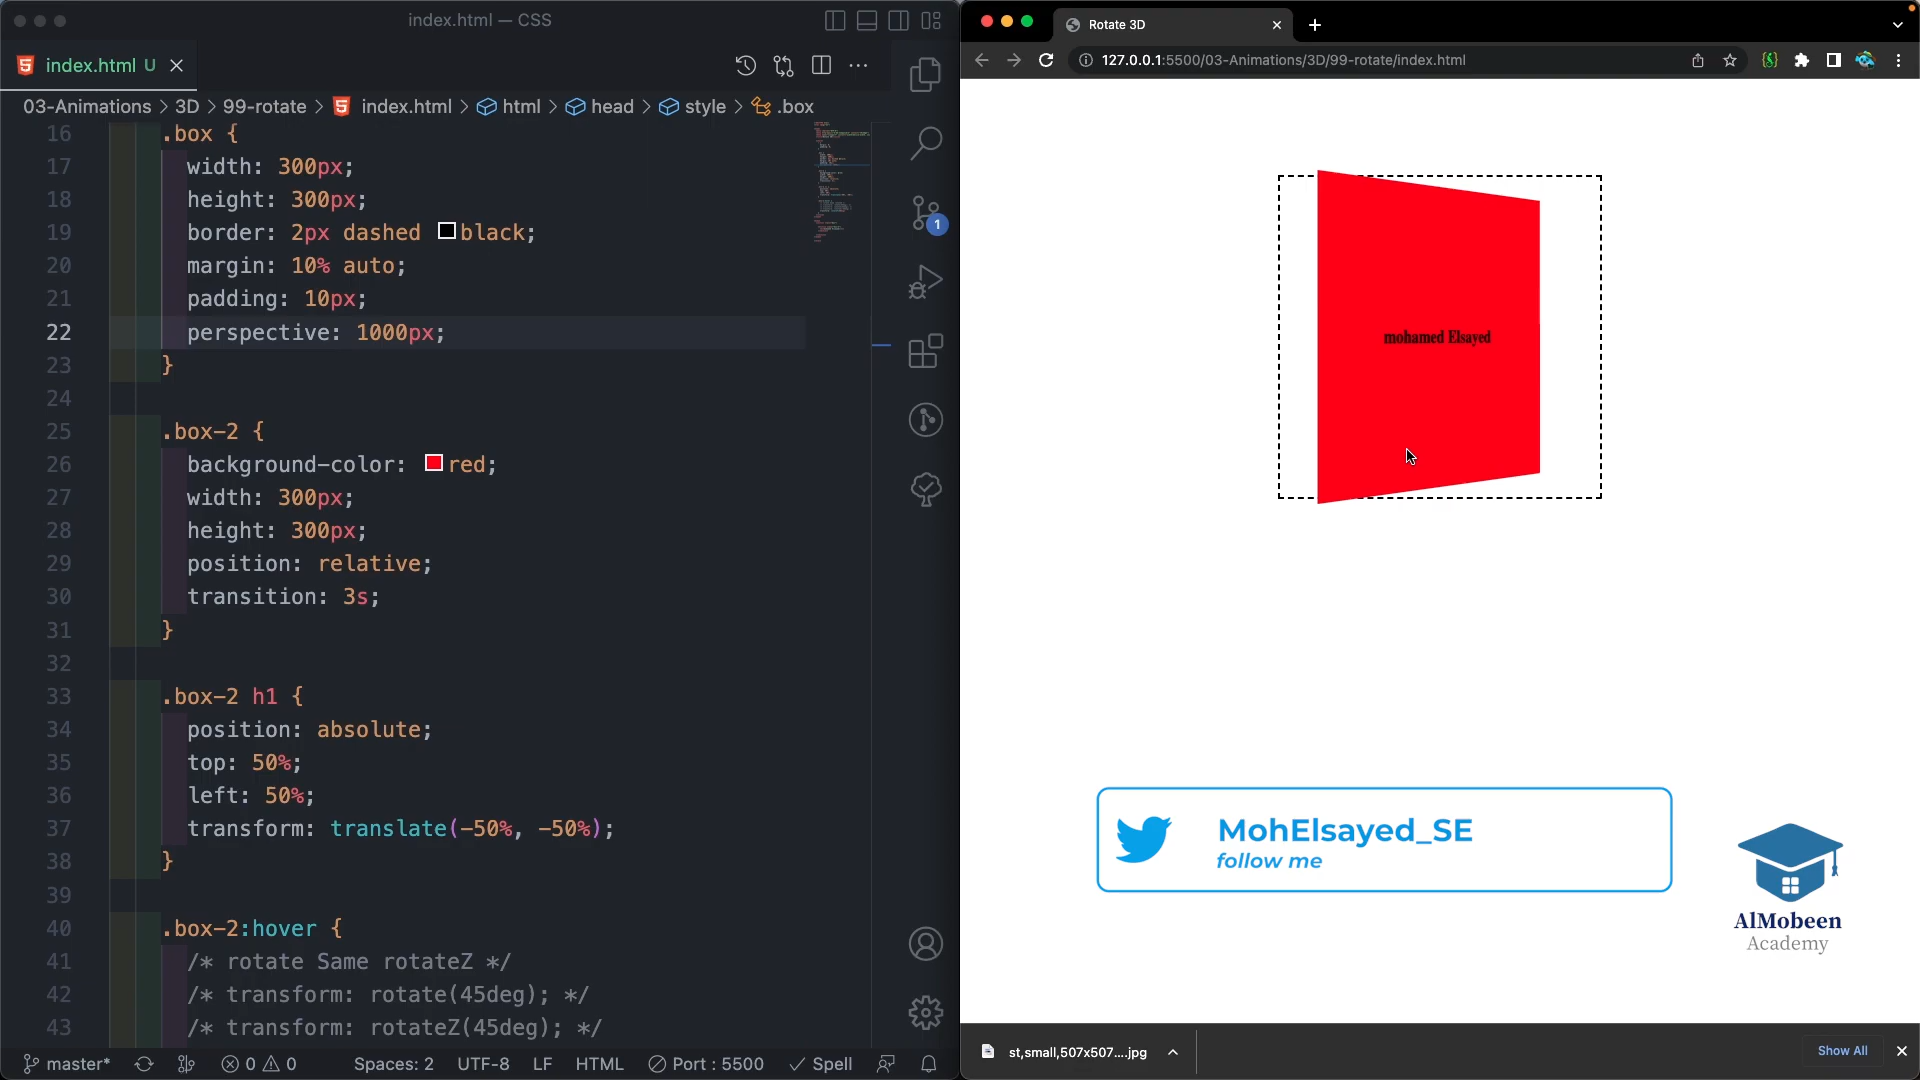 index.html — CSS
index.html U
03-Animations > 3D > 99-rotate > index.html > html > head > style > .box
16 .box {
17 width: 300px;
18 height: 300px;
19 border: 2px dashed black;
20 margin: 10% auto;
21 padding: 10px;
22 perspective: 1000px;
23 }
24
25 .box-2 {
26 background-color: red;
27 width: 300px;
28 height: 300px;
29 position: relative;
30 transition: 3s;
31 }
32
33 .box-2 h1 {
34 position: absolute;
35 top: 50%;
36 left: 50%;
37 transform: translate(-50%, -50%);
38 }
39
40 .box-2:hover {
41 /* rotate Same rotateZ */
42 /* transform: rotate(45deg); */
43 /* transform: rotateZ(45deg); */
1
master* 0 0 Spaces: 2 UTF-8 LF HTML Port : 5500 Spell
Rotate 3D
127.0.0.1:5500/03-Animations/3D/99-rotate/index.html
mohamed Elsayed
MohElsayed_SE
follow me
AlMobeen
Academy
st,small,507x507....jpg
Show All